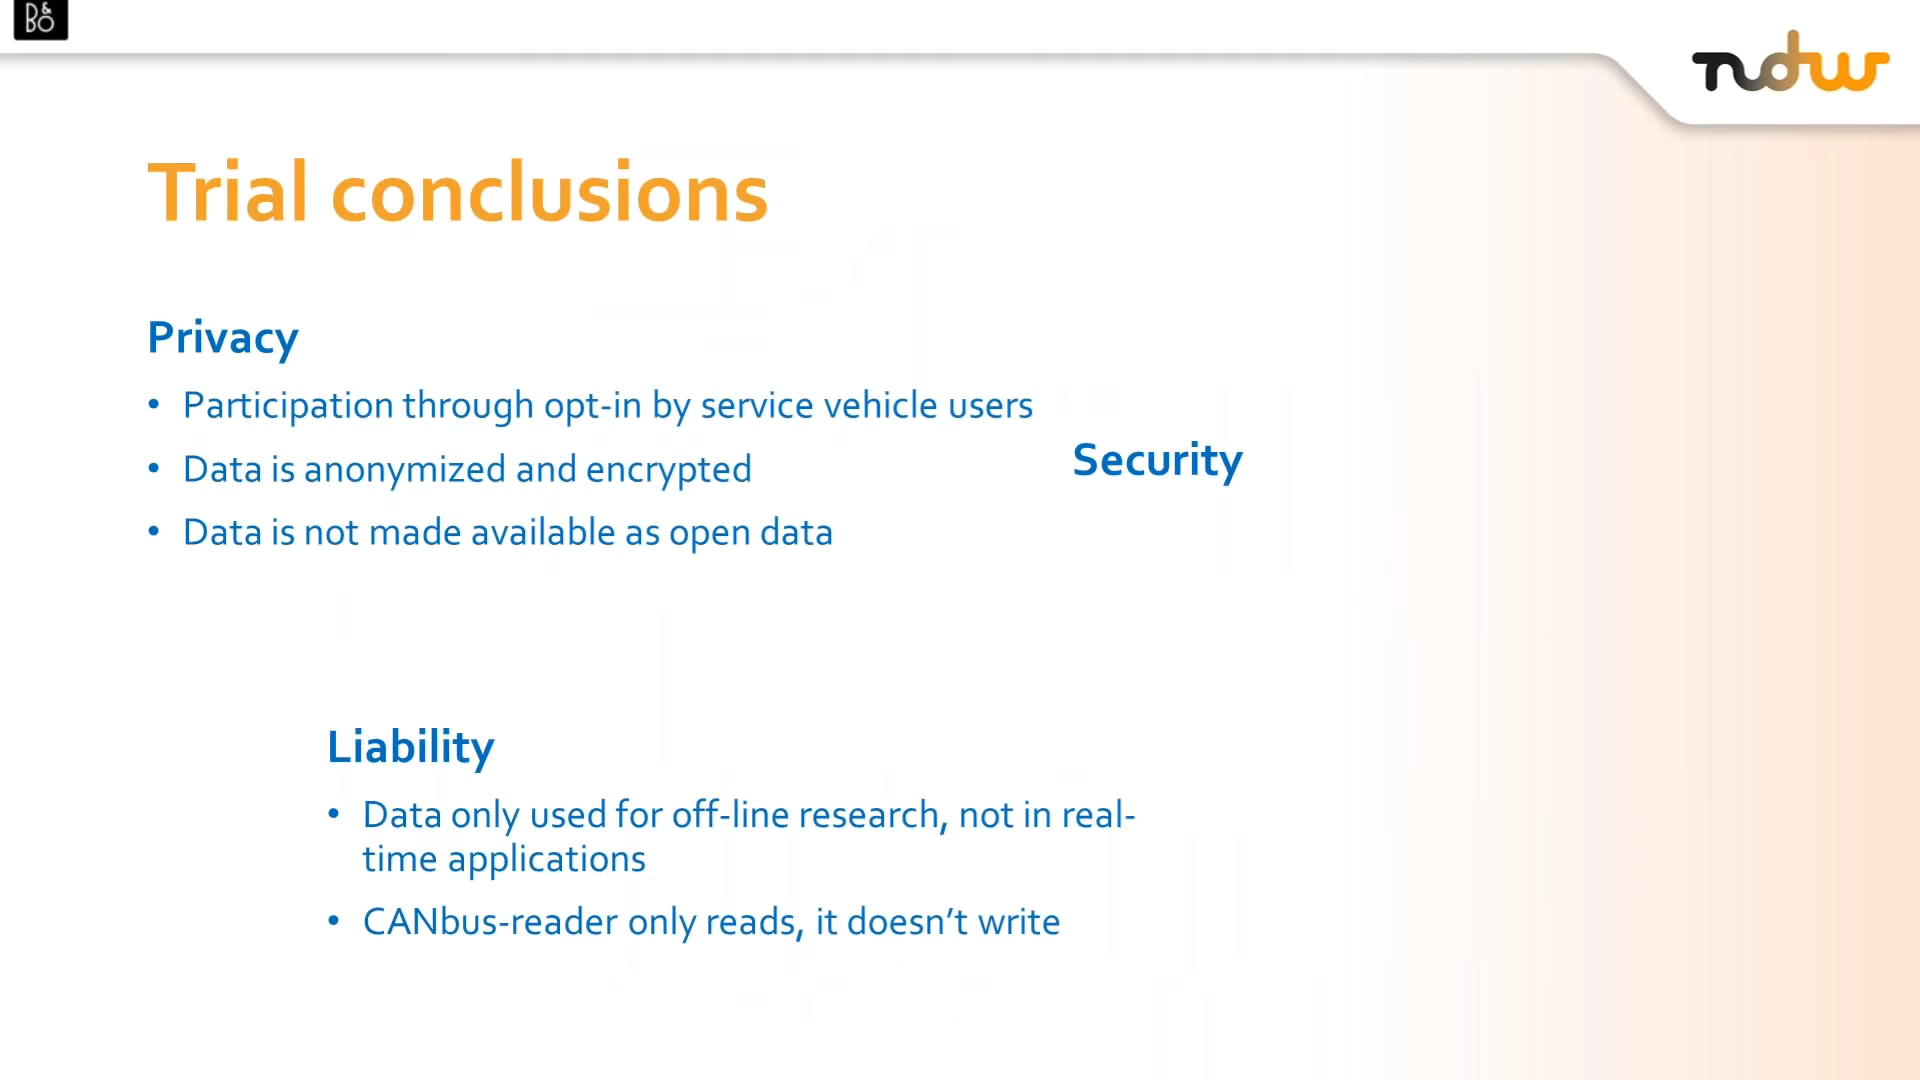 B&O
ndw
Trial conclusions
Privacy
• Participation through opt-in by service vehicle users
• Data is anonymized and encrypted
• Data is not made available as open data
Security
Liability
• Data only used for off-line research, not in real-
time applications
• CANbus-reader only reads, it doesn’t write